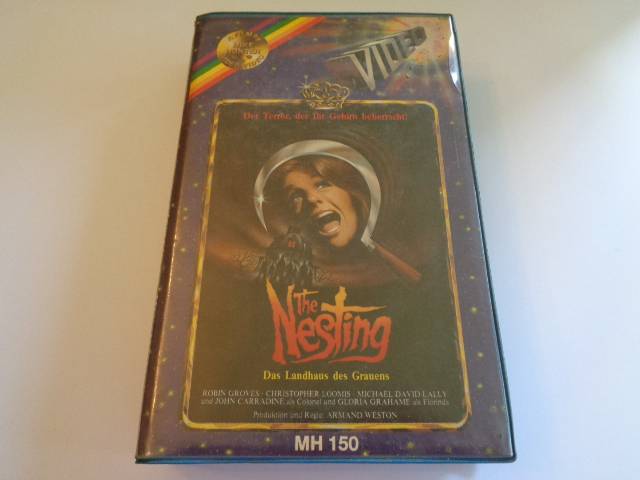 VIDEO
Der Terror, der Ihr Gehirn beherrscht!
The
Nesting
Das Landhaus des Grauens
ROBIN GROVES · CHRISTOPHER LOOMIS · MICHAEL DAVID LALLY
und JOHN CARRADINE als Colonel und GLORIA GRAHAME als Florinda
Produktion und Regie: ARMAND WESTON
MH 150